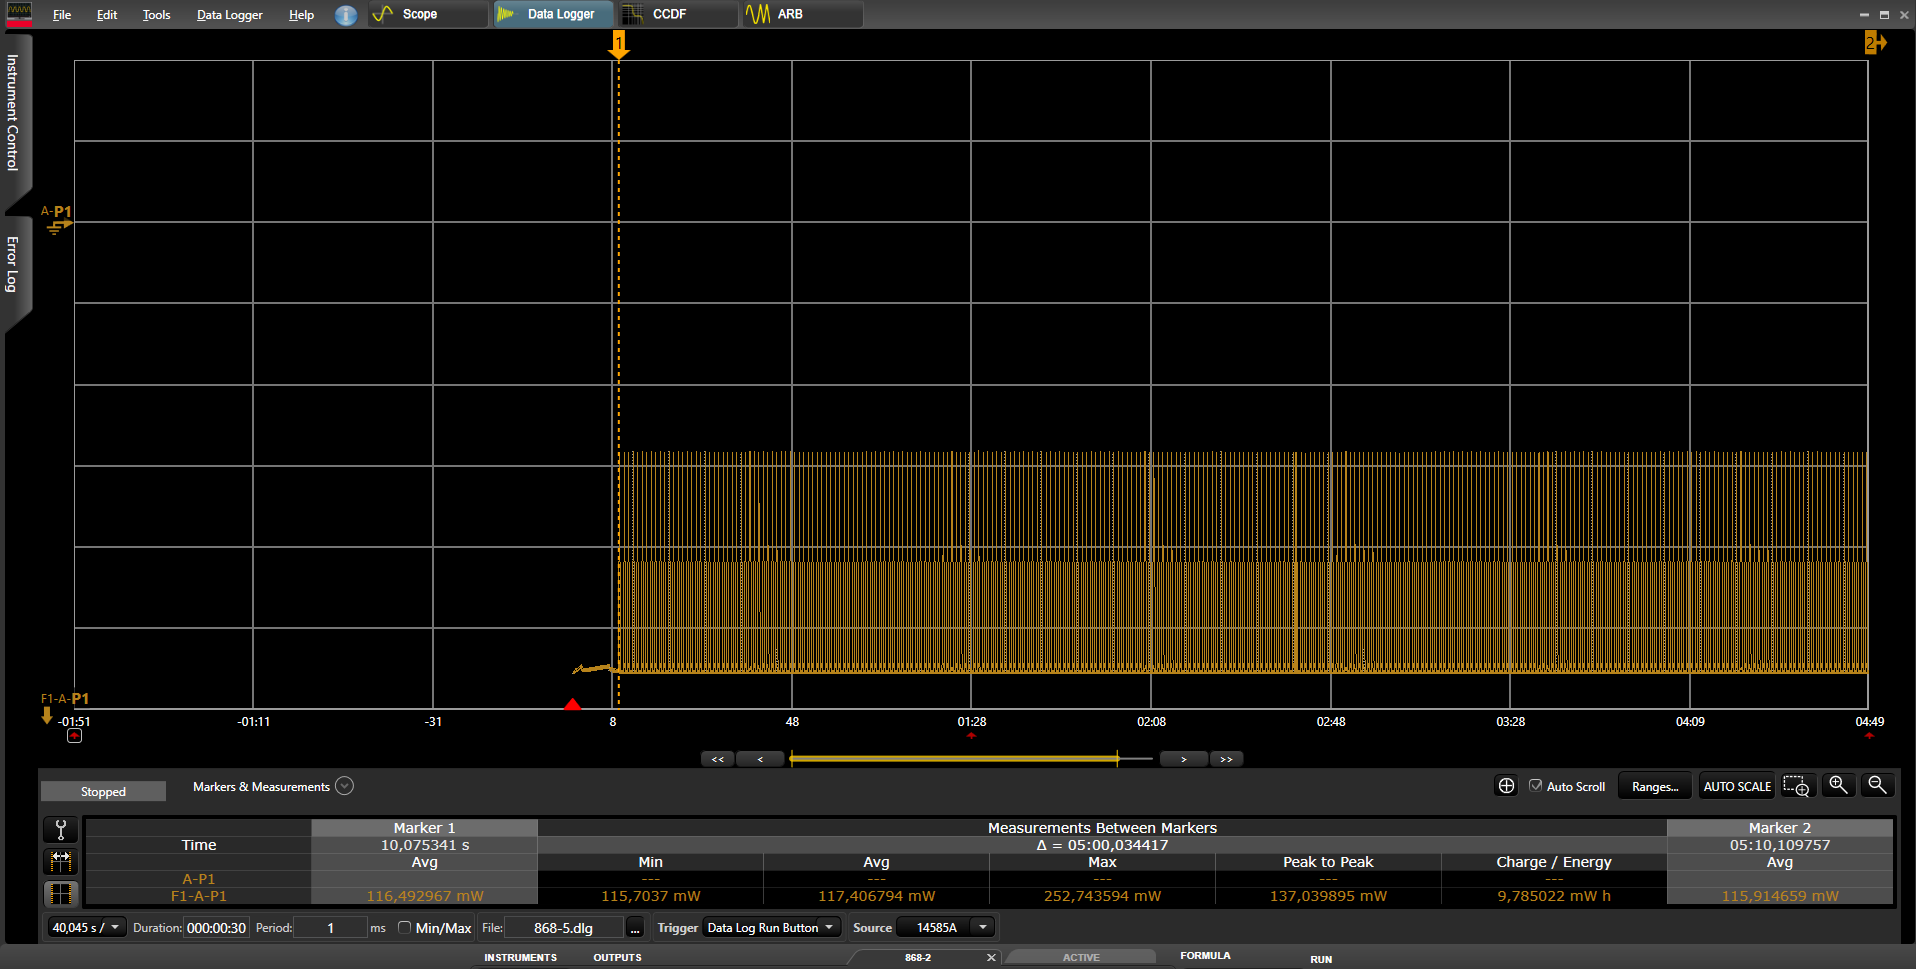 File Edit Tools Data Logger Help Scope Data Logger CCDF ARB
Instrument Control
Error Log
1
2
A-P1
F1-A-P1
-01:51 -01:11 -31 8 48 01:28 02:08 02:48 03:28 04:09 04:49
<< < > >>
Stopped Markers & Measurements Auto Scroll Ranges... AUTO SCALE
Marker 1 Measurements Between Markers Marker 2
Time 10,075341 s Δ = 05:00,034417 05:10,109757
Avg Min Avg Max Peak to Peak Charge / Energy Avg
A-P1 --- --- --- --- ---
F1-A-P1 116,492967 mW 115,7037 mW 117,406794 mW 252,743594 mW 137,039895 mW 9,785022 mW h 115,914659 mW
40,045 s / Duration: 000:00:30 Period: 1 ms Min/Max File: 868-5.dlg ... Trigger Data Log Run Button Source 14585A
INSTRUMENTS OUTPUTS 868-2 ACTIVE FORMULA RUN